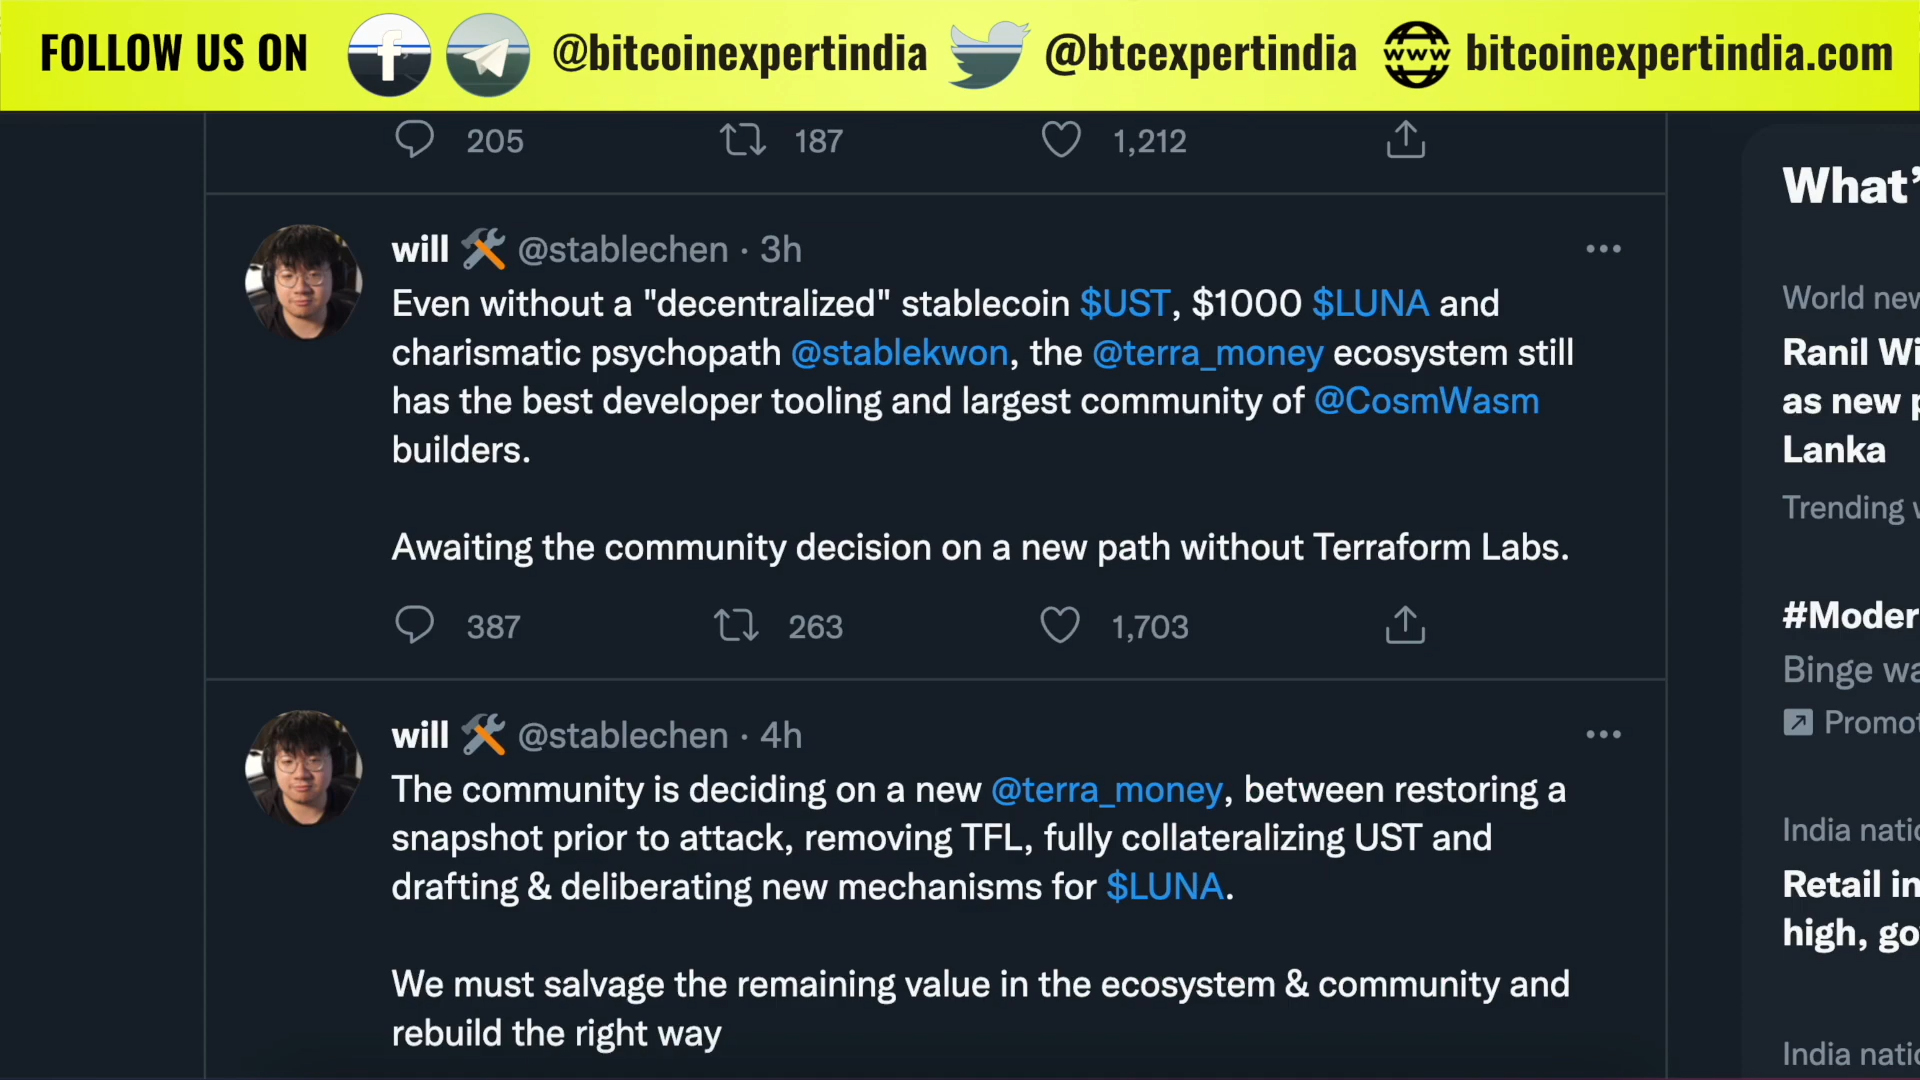 FOLLOW US ON @bitcoinexpertindia @btcexpertindia www bitcoinexpertindia.com
205 187 1,212
will @stablechen · 3h
Even without a "decentralized" stablecoin $UST, $1000 $LUNA and
charismatic psychopath @stablekwon, the @terra_money ecosystem still
has the best developer tooling and largest community of @CosmWasm
builders.
Awaiting the community decision on a new path without Terraform Labs.
387 263 1,703
will @stablechen · 4h
The community is deciding on a new @terra_money, between restoring a
snapshot prior to attack, removing TFL, fully collateralizing UST and
drafting & deliberating new mechanisms for $LUNA.
We must salvage the remaining value in the ecosystem & community and
rebuild the right way
What'
World new
Ranil Wi
as new p
Lanka
Trending w
#Moder
Binge wa
Promot
India natio
Retail in
high, go
India natio